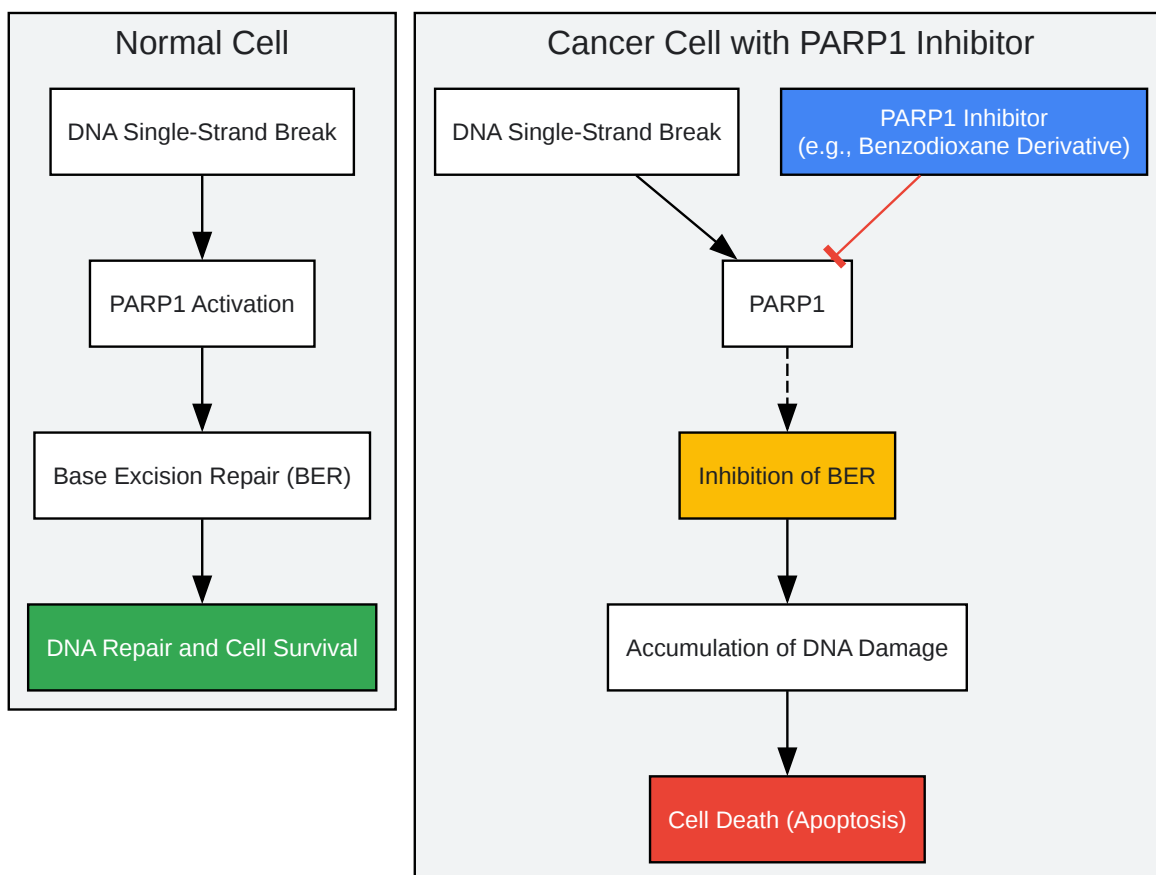 Normal Cell
DNA Single-Strand Break
PARP1 Activation
Base Excision Repair (BER)
DNA Repair and Cell Survival
Cancer Cell with PARP1 Inhibitor
DNA Single-Strand Break
PARP1 Inhibitor
(e.g., Benzodioxane Derivative)
PARP1
Inhibition of BER
Accumulation of DNA Damage
Cell Death (Apoptosis)